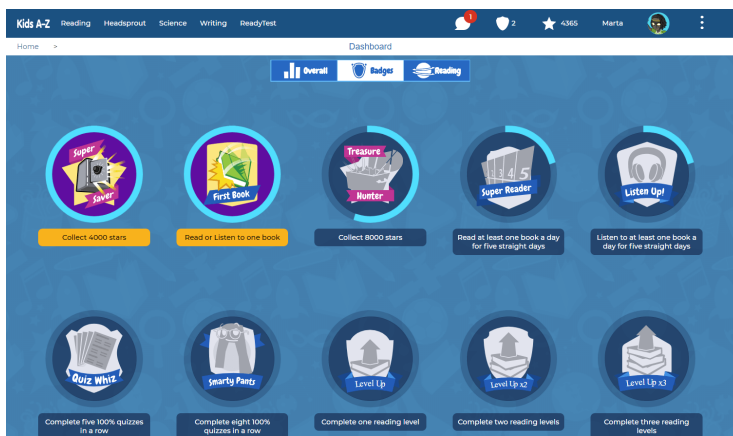 Kids A-Z Reading Headsprout Science Writing ReadyTest 1 2 4365 Marta
Home > Dashboard
Overall Badges Reading
Super
Saver
First Book
Treasure
Hunter
3 4 5
Super Reader
Listen Up!
Collect 4000 stars
Read or Listen to one book
Collect 8000 stars
Read at least one book a day
for five straight days
Listen to at least one book a
day for five straight days
Quiz Whiz
Smarty Pants
Level Up
Level Up x2
Level Up x3
Complete five 100% quizzes
in a row
Complete eight 100%
quizzes in a row
Complete one reading level
Complete two reading levels
Complete three reading
levels